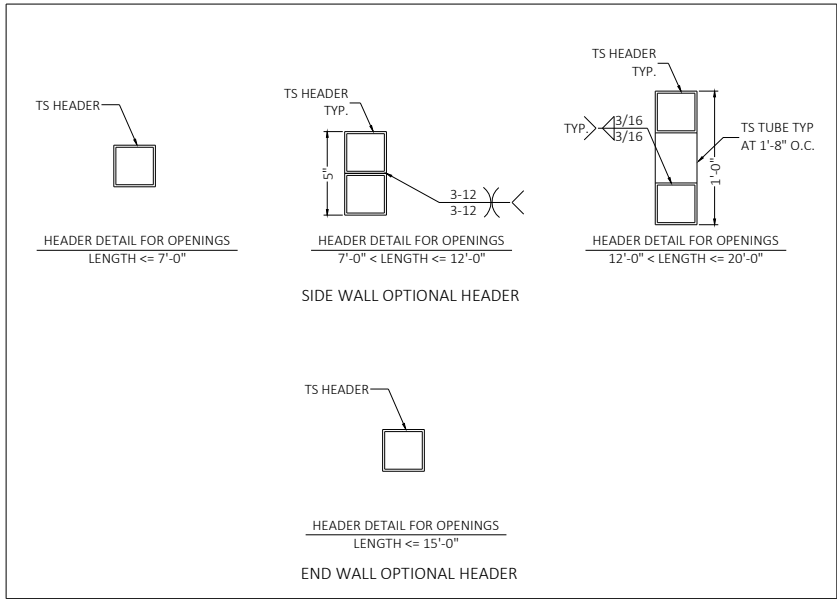 TS HEADER
HEADER DETAIL FOR OPENINGS
LENGTH <= 7'-0"
TS HEADER
TYP.
5"
3-12
3-12
HEADER DETAIL FOR OPENINGS
7'-0" < LENGTH <= 12'-0"
TS HEADER
TYP.
TYP.
3/16
3/16
TS TUBE TYP
AT 1'-8" O.C.
1'-0"
HEADER DETAIL FOR OPENINGS
12'-0" < LENGTH <= 20'-0"
SIDE WALL OPTIONAL HEADER
TS HEADER
HEADER DETAIL FOR OPENINGS
LENGTH <= 15'-0"
END WALL OPTIONAL HEADER